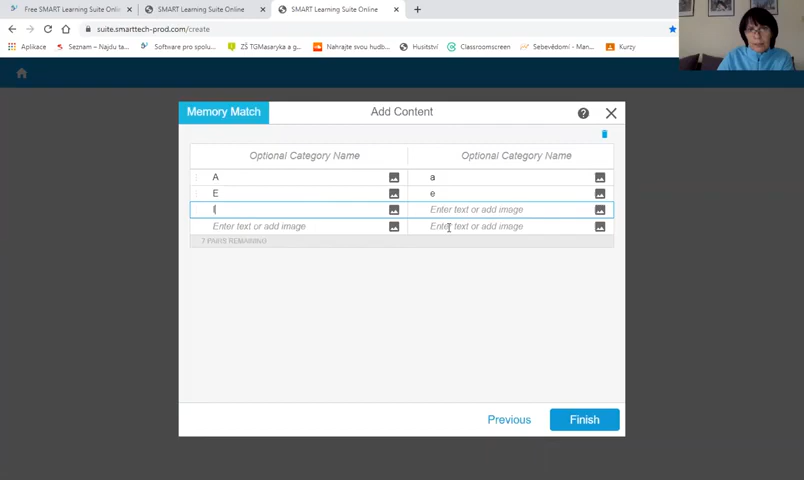 Free SMART Learning Suite Onli
SMART Learning Suite Online
SMART Learning Suite Online
suite.smarttech-prod.com/create
Aplikace
Seznam – Najdu ta...
Software pro spolu...
ZŠ TGMasaryka a g...
Nahrajte svou hudb...
Husitství
Classroomscreen
Sebevědomí - Man...
Kurzy
Memory Match
Add Content
Optional Category Name
Optional Category Name
A
a
E
e
I
Enter text or add image
Enter text or add image
Enter text or add image
7 PAIRS REMAINING
Previous
Finish